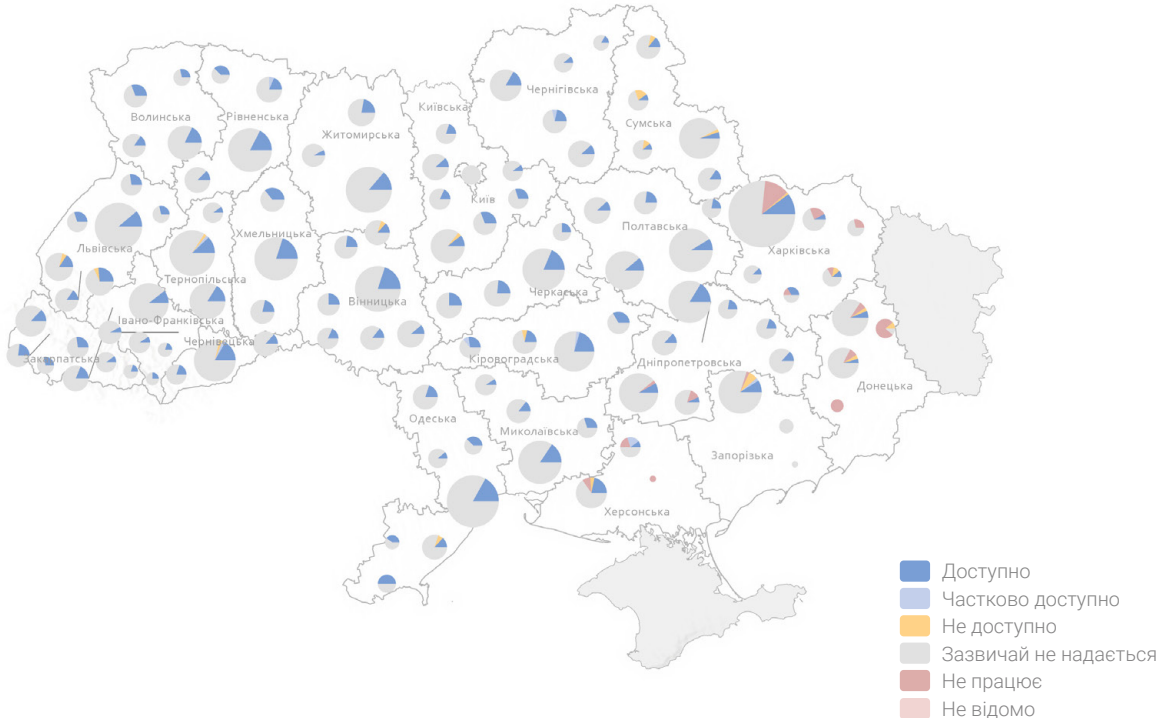 Волинська
Рівненська
Житомирська
Київська
Чернігівська
Сумська
Київ
Львівська
Тернопільська
Хмельницька
Вінницька
Черкаська
Полтавська
Харківська
Івано-Франківська
Закарпатська
Чернівецька
Кіровоградська
Дніпропетровська
Донецька
Одеська
Миколаївська
Запорізька
Херсонська
Доступно
Частково доступно
Не доступно
Зазвичай не надається
Не працює
Не відомо